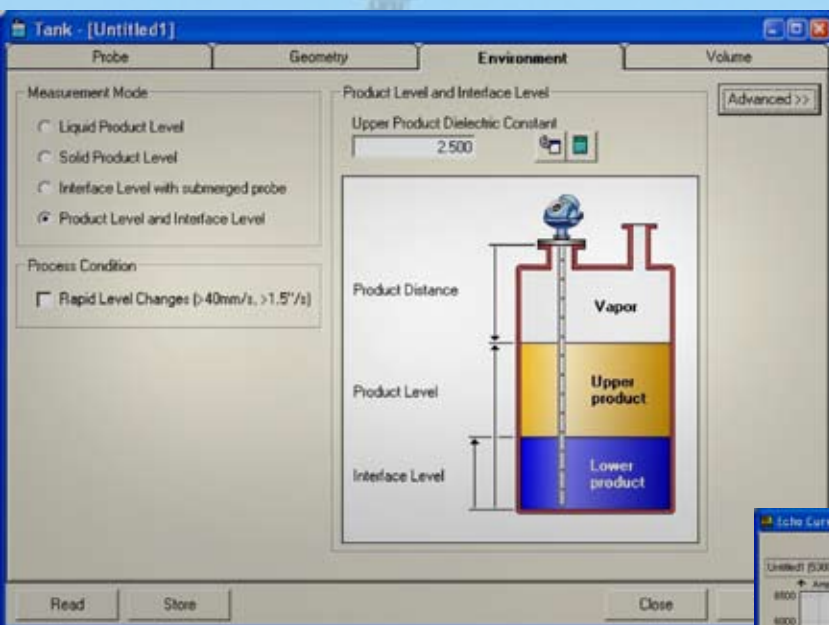 Tank - [Untitled1]
Probe Geometry Environment Volume
Measurement Mode
Liquid Product Level
Solid Product Level
Interface Level with submerged probe
Product Level and Interface Level
Process Condition
Rapid Level Changes (>40mm/s, >1.5"/s)
Product Level and Interface Level
Upper Product Dielectric Constant
2.500
Advanced >>
Product Distance
Vapor
Product Level
Upper
product
Interface Level
Lower
product
Read Store Close
Echo Curv
6000